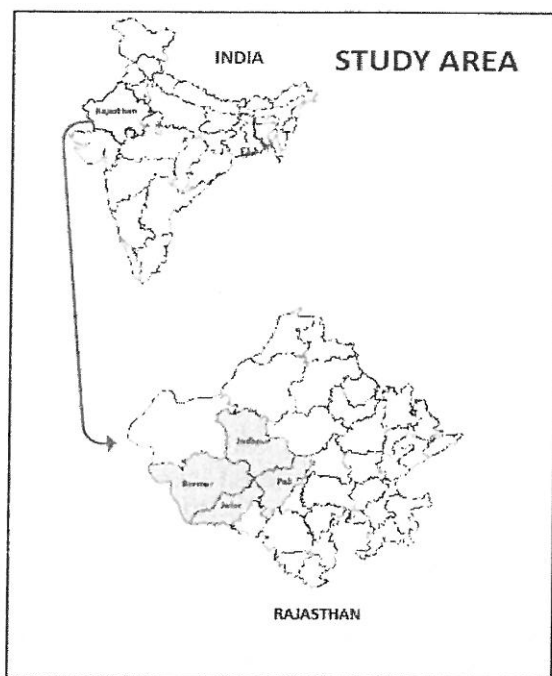 INDIA
STUDY AREA
Rajasthan
Jodhpur
Barmer
Pali
Jalor
RAJASTHAN